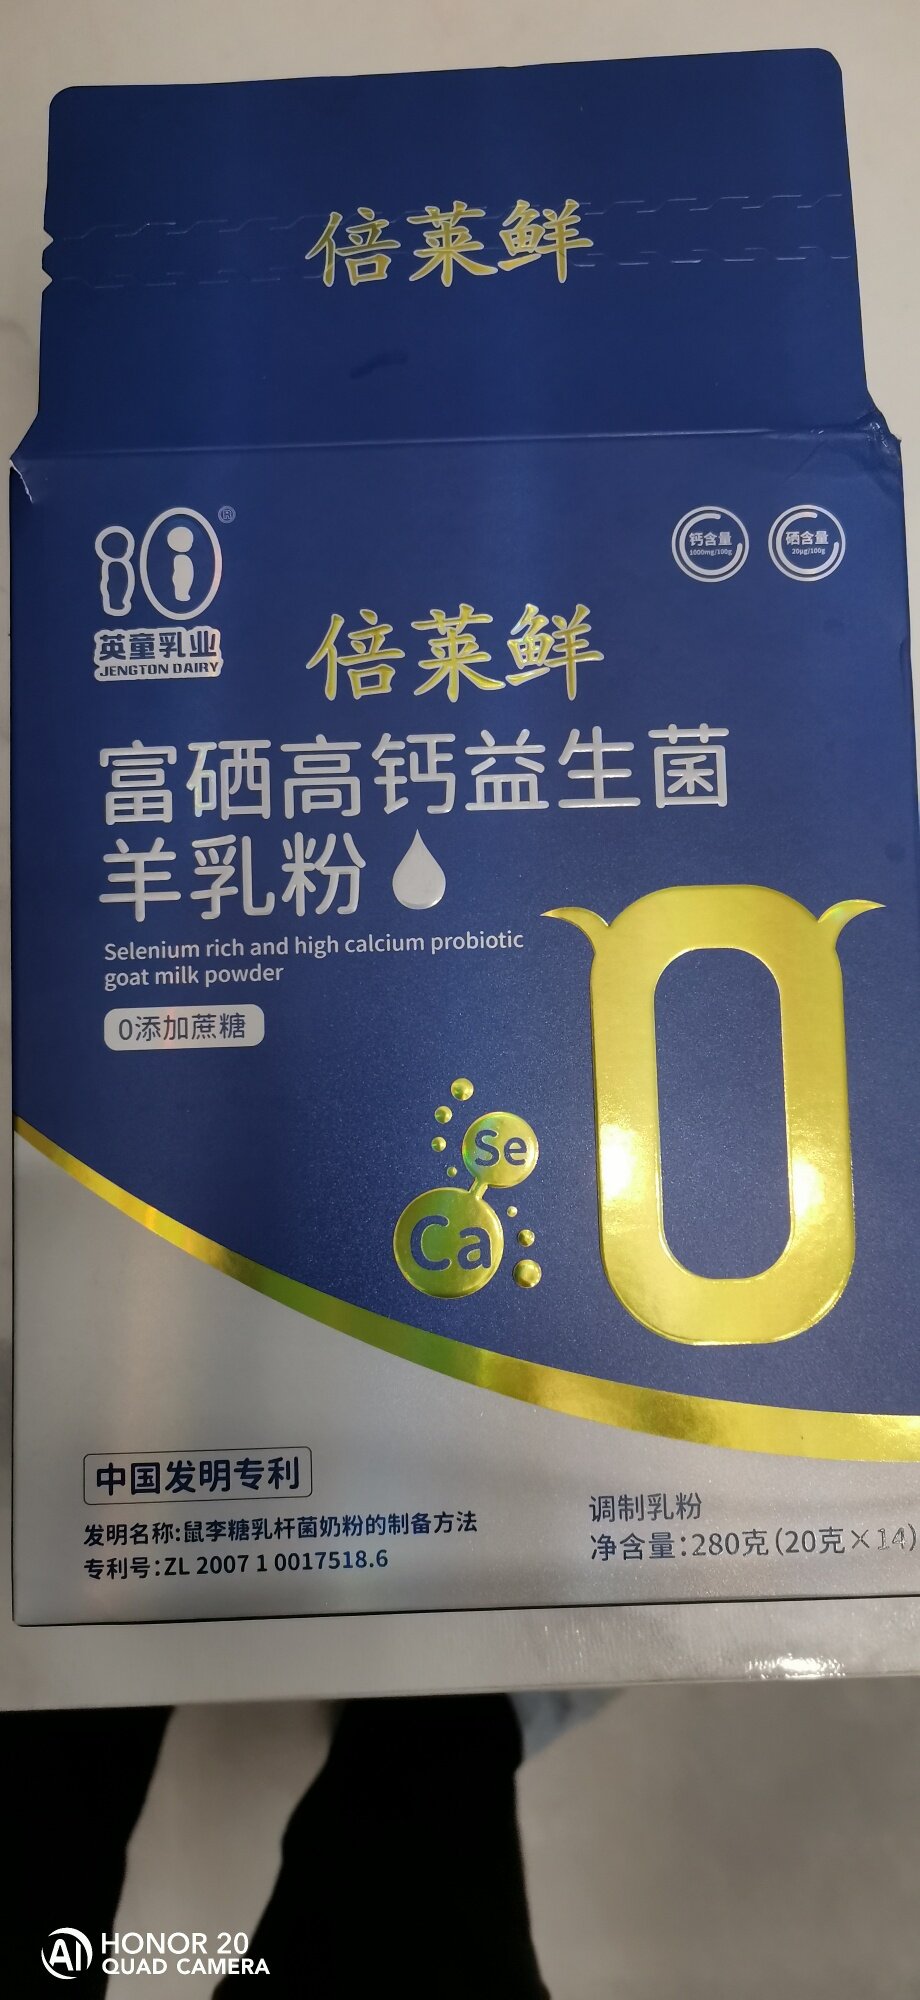 倍莱鲜
®
钙含量
1000mg/100g
硒含量
20μg/100g
英童乳业
JENGTON DAIRY
倍莱鲜
富硒高钙益生菌
羊乳粉
Selenium rich and high calcium probiotic
goat milk powder
0添加蔗糖
0
Se
Ca
中国发明专利
发明名称:鼠李糖乳杆菌奶粉的制备方法
专利号:ZL 2007 1 0017518.6
调制乳粉
净含量:280克(20克×14)
AI HONOR 20
QUAD CAMERA